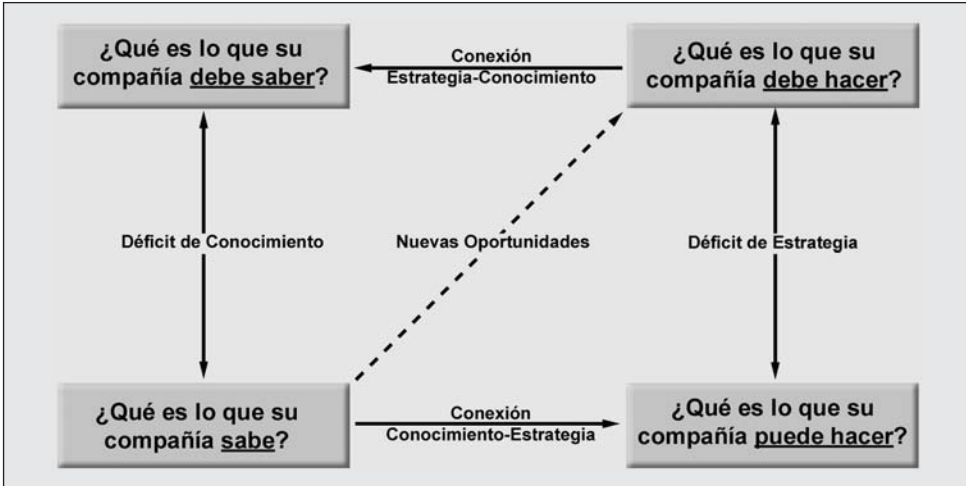 ¿Qué es lo que su
compañía debe saber?
Conexión
Estrategia-Conocimiento
¿Qué es lo que su
compañía debe hacer?
Déficit de Conocimiento
Nuevas Oportunidades
Déficit de Estrategia
¿Qué es lo que su
compañía sabe?
Conexión
Conocimiento-Estrategia
¿Qué es lo que su
compañía puede hacer?